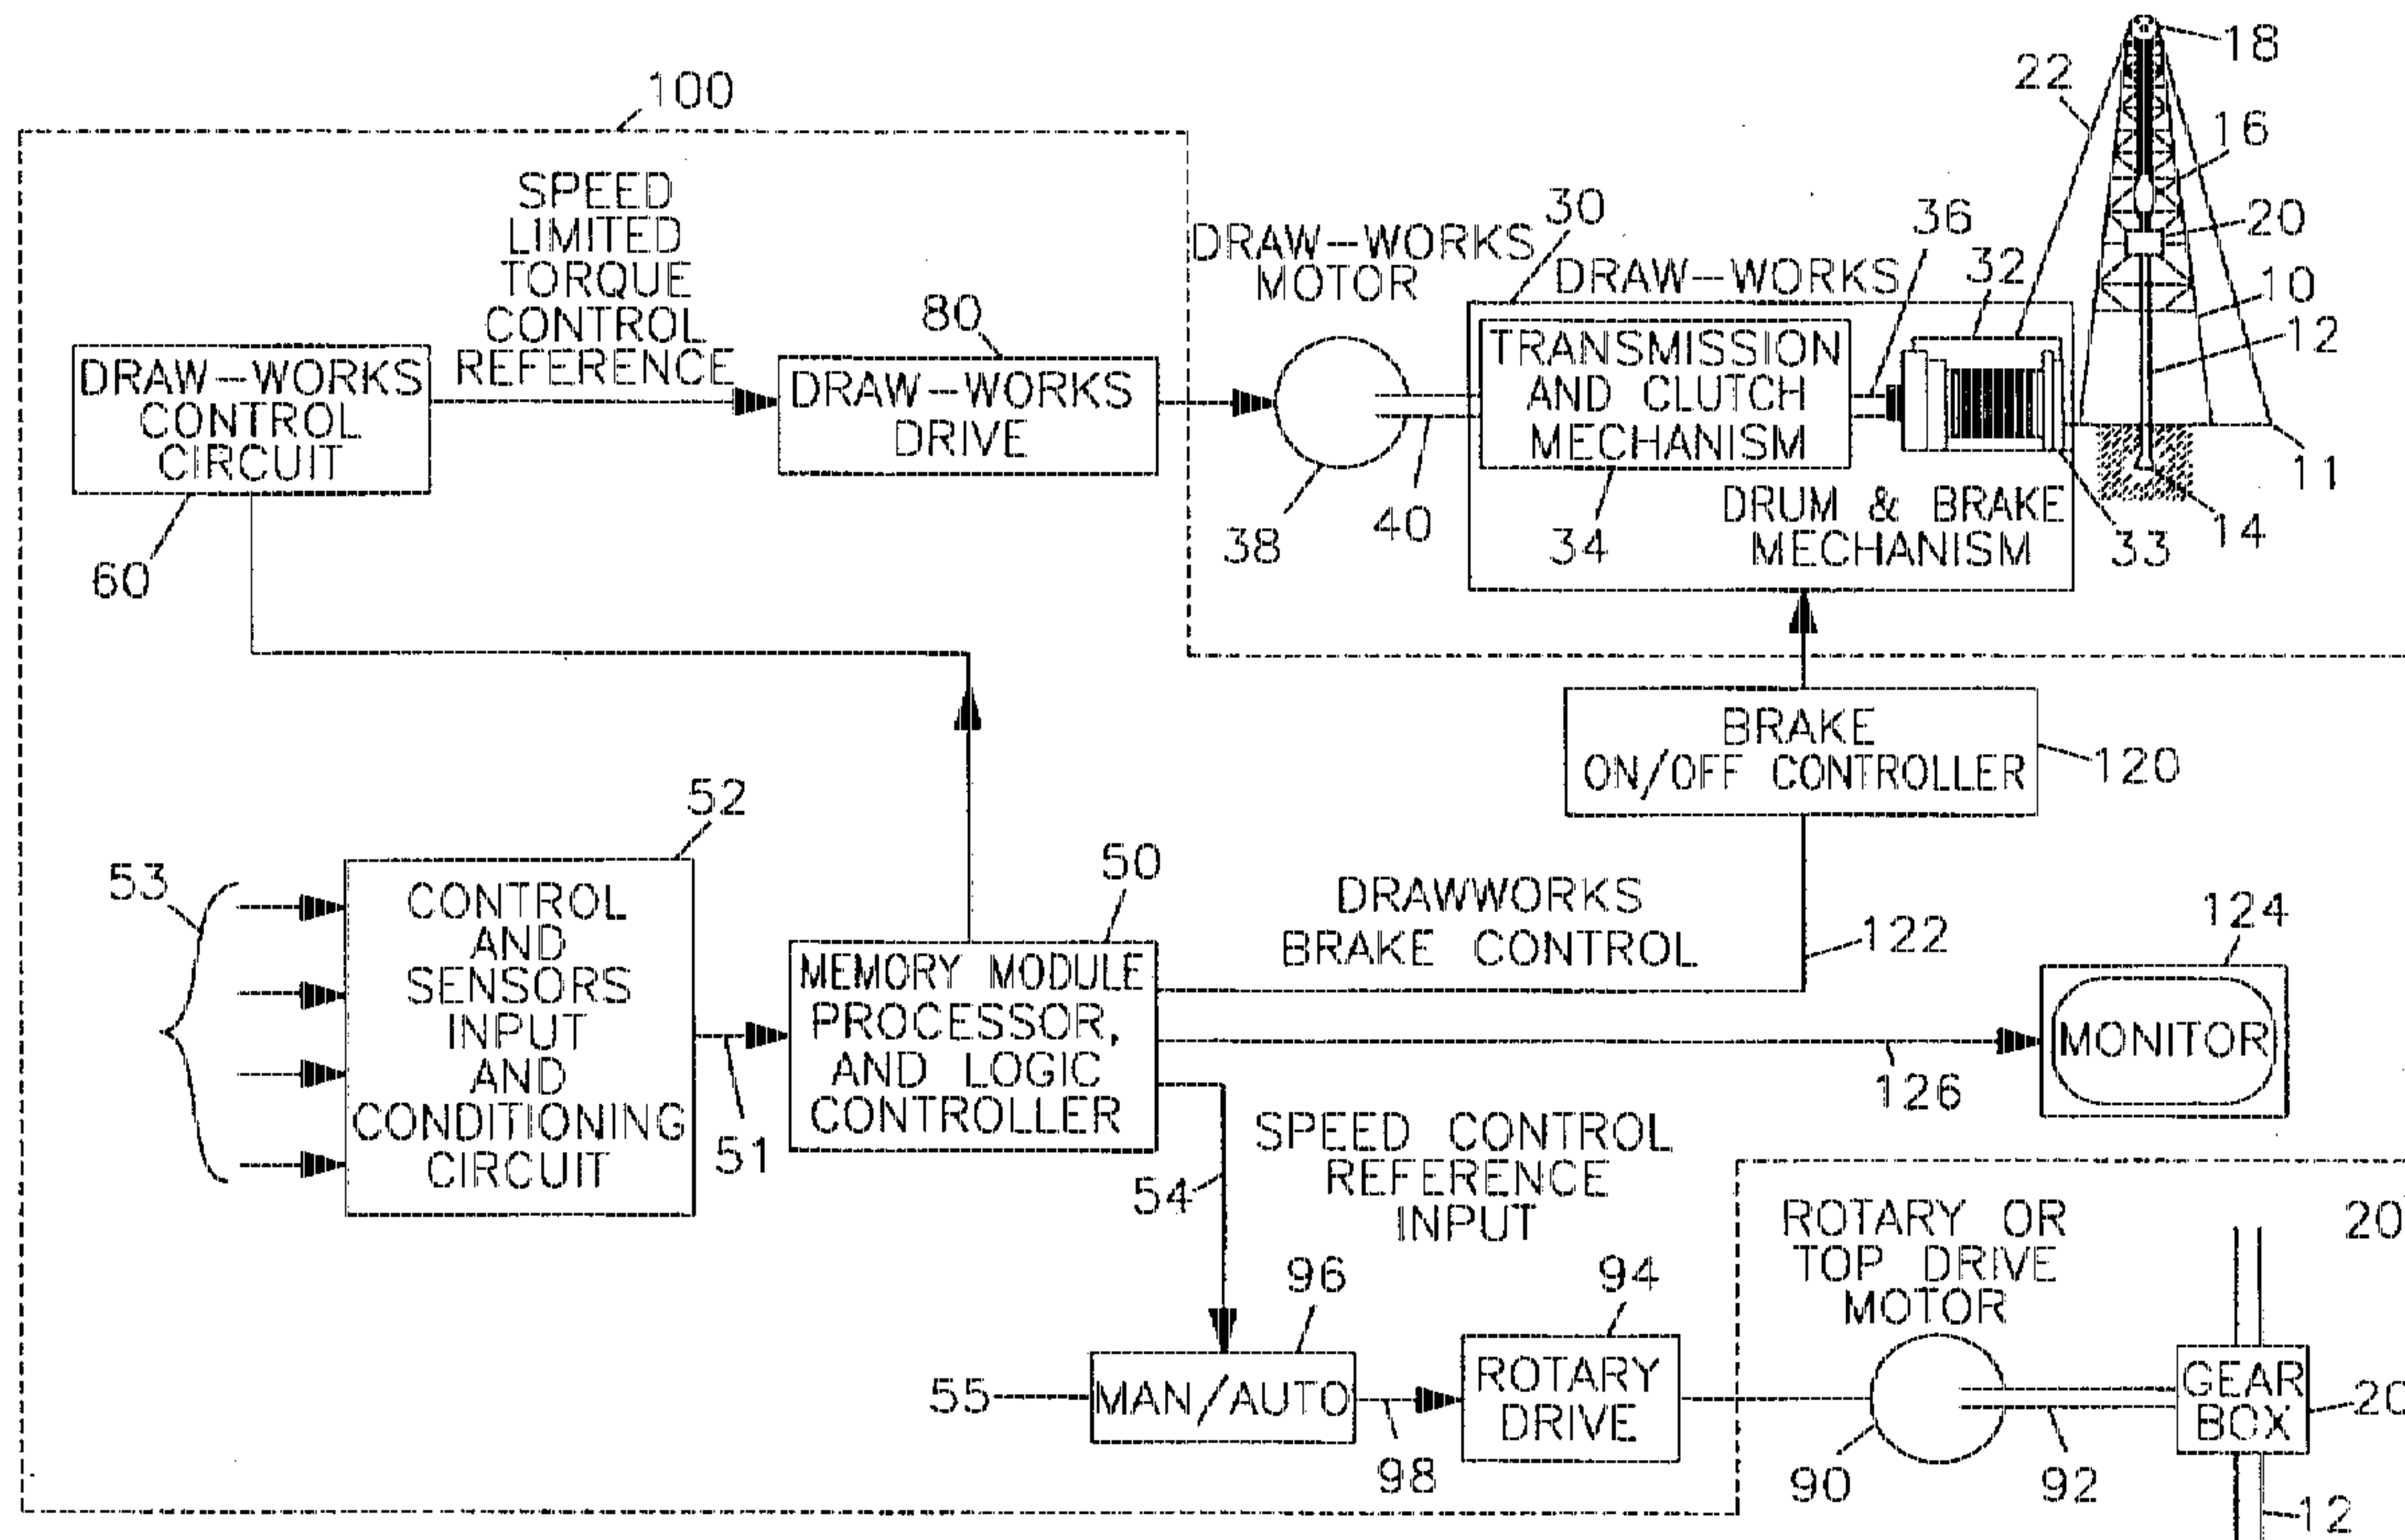 100
SPEED
LIMITED
TORQUE
CONTROL
REFERENCE
DRAW-WORKS
CONTROL
CIRCUIT
60
80
DRAW-WORKS
DRIVE
DRAW-WORKS
MOTOR
38
40
30
DRAW-WORKS
TRANSMISSION
AND CLUTCH
MECHANISM
34
36
32
DRUM & BRAKE
MECHANISM
33
22
18
16
20
10
12
11
14
BRAKE
ON/OFF CONTROLLER
120
53
52
CONTROL
AND
SENSORS
INPUT
AND
CONDITIONING
CIRCUIT
51
50
MEMORY MODULE
PROCESSOR,
AND LOGIC
CONTROLLER
DRAWWORKS
BRAKE CONTROL
122
124
MONITOR
126
54
SPEED CONTROL
REFERENCE
INPUT
55
96
MAN/AUTO
98
94
ROTARY
DRIVE
ROTARY OR
TOP DRIVE
MOTOR
90
92
20
GEAR
BOX
20
12